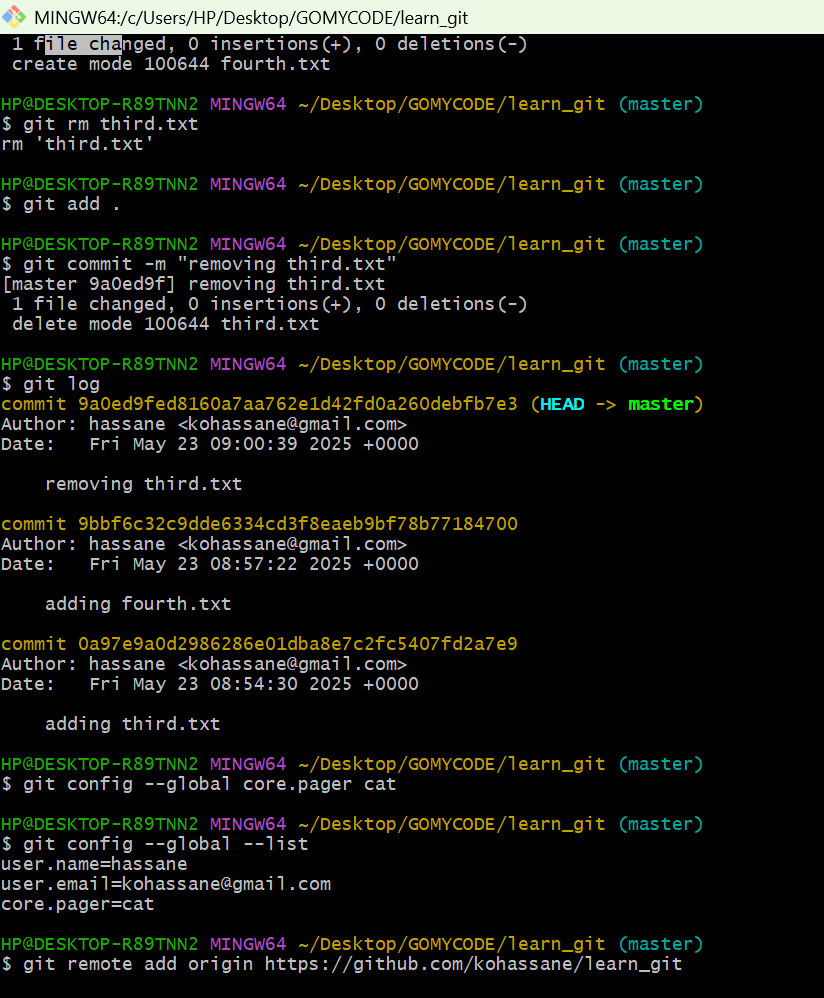 MINGW64:/c/Users/HP/Desktop/GOMYCODE/learn_git
1 file changed, 0 insertions(+), 0 deletions(-)
create mode 100644 fourth.txt
HP@DESKTOP-R89TNN2 MINGW64 ~/Desktop/GOMYCODE/learn_git (master)
$ git rm third.txt
rm 'third.txt'
HP@DESKTOP-R89TNN2 MINGW64 ~/Desktop/GOMYCODE/learn_git (master)
$ git add .
HP@DESKTOP-R89TNN2 MINGW64 ~/Desktop/GOMYCODE/learn_git (master)
$ git commit -m "removing third.txt"
[master 9a0ed9f] removing third.txt
1 file changed, 0 insertions(+), 0 deletions(-)
delete mode 100644 third.txt
HP@DESKTOP-R89TNN2 MINGW64 ~/Desktop/GOMYCODE/learn_git (master)
$ git log
commit 9a0ed9fed8160a7aa762e1d42fd0a260debfb7e3 (HEAD -> master)
Author: hassane <kohassane@gmail.com>
Date:   Fri May 23 09:00:39 2025 +0000
removing third.txt
commit 9bbf6c32c9dde6334cd3f8eaeb9bf78b77184700
Author: hassane <kohassane@gmail.com>
Date:   Fri May 23 08:57:22 2025 +0000
adding fourth.txt
commit 0a97e9a0d2986286e01dba8e7c2fc5407fd2a7e9
Author: hassane <kohassane@gmail.com>
Date:   Fri May 23 08:54:30 2025 +0000
adding third.txt
HP@DESKTOP-R89TNN2 MINGW64 ~/Desktop/GOMYCODE/learn_git (master)
$ git config --global core.pager cat
HP@DESKTOP-R89TNN2 MINGW64 ~/Desktop/GOMYCODE/learn_git (master)
$ git config --global --list
user.name=hassane
user.email=kohassane@gmail.com
core.pager=cat
HP@DESKTOP-R89TNN2 MINGW64 ~/Desktop/GOMYCODE/learn_git (master)
$ git remote add origin https://github.com/kohassane/learn_git